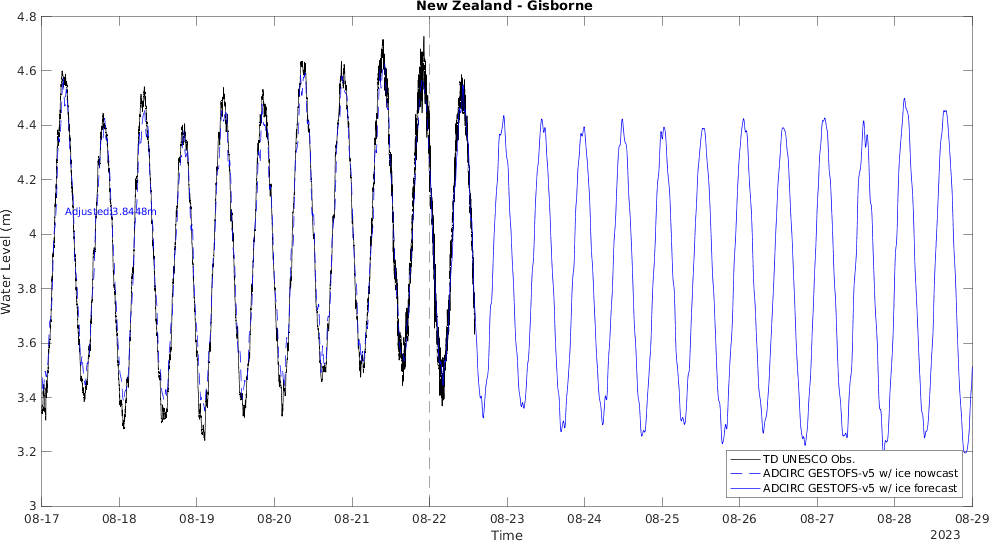 New Zealand - Gisborne
4.8
4.6
4.4
4.2
4
3.8
3.6
3.4
3.2
3
Water Level (m)
Adjusted:3.8448m
TD UNESCO Obs.
ADCIRC GESTOFS-v5 w/ ice nowcast
ADCIRC GESTOFS-v5 w/ ice forecast
08-17 08-18 08-19 08-20 08-21 08-22 08-23 08-24 08-25 08-26 08-27 08-28 08-29
Time
2023